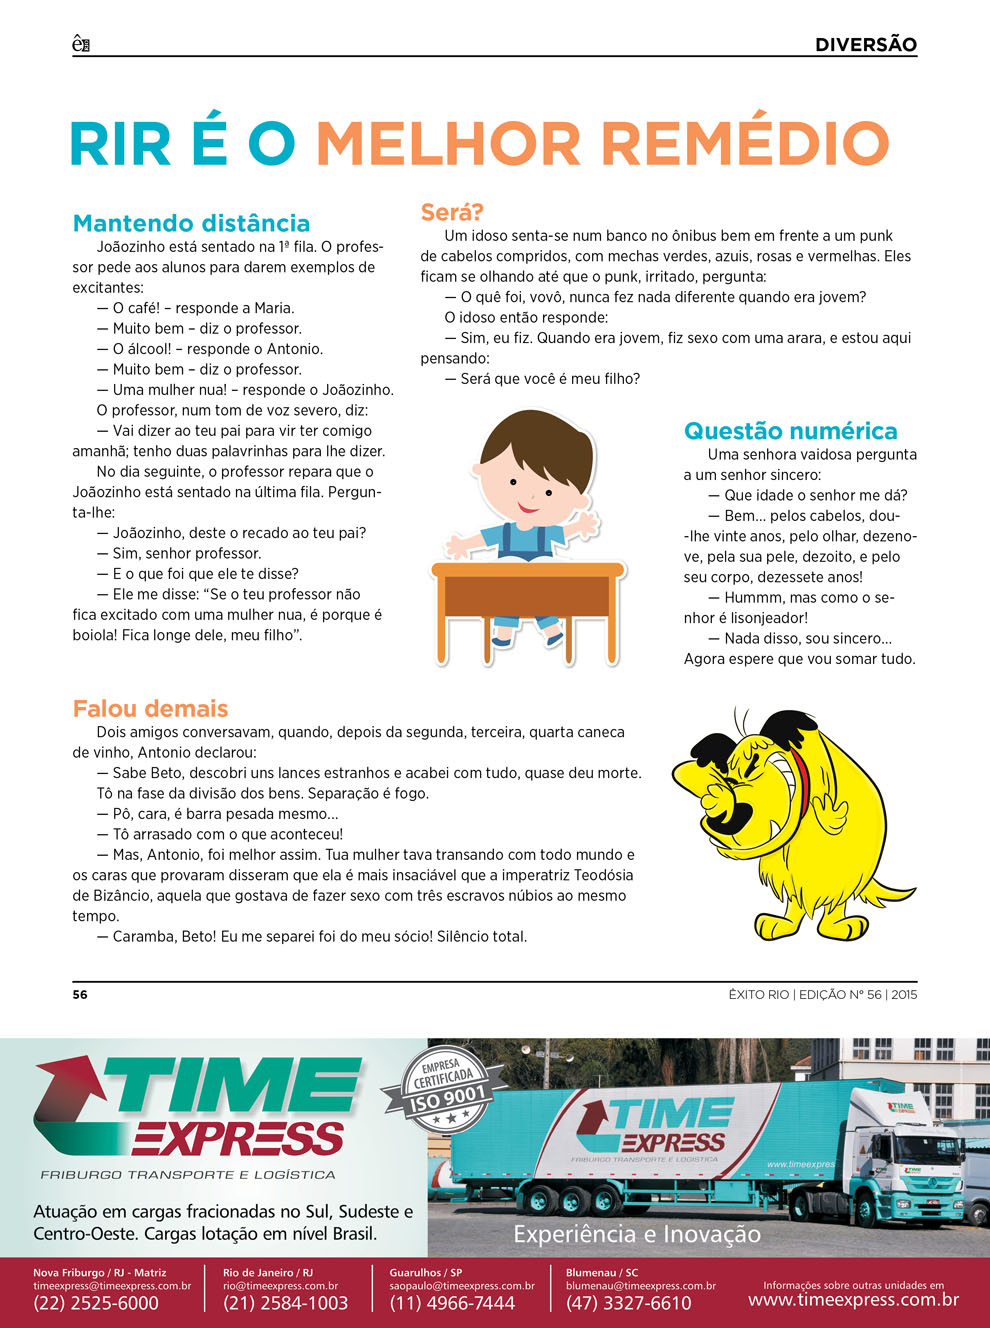 ê
DIVERSÃO
RIR É O MELHOR REMÉDIO
Mantendo distância
Joãozinho está sentado na 1ª fila. O profes-
sor pede aos alunos para darem exemplos de
excitantes:
— O café! – responde a Maria.
— Muito bem – diz o professor.
— O álcool! – responde o Antonio.
— Muito bem – diz o professor.
— Uma mulher nua! – responde o Joãozinho.
O professor, num tom de voz severo, diz:
— Vai dizer ao teu pai para vir ter comigo
amanhã; tenho duas palavrinhas para lhe dizer.
No dia seguinte, o professor repara que o
Joãozinho está sentado na última fila. Pergun-
ta-lhe:
— Joãozinho, deste o recado ao teu pai?
— Sim, senhor professor.
— E o que foi que ele te disse?
— Ele me disse: “Se o teu professor não
fica excitado com uma mulher nua, é porque é
boiola! Fica longe dele, meu filho”.
Será?
Um idoso senta-se num banco no ônibus bem em frente a um punk
de cabelos compridos, com mechas verdes, azuis, rosas e vermelhas. Eles
ficam se olhando até que o punk, irritado, pergunta:
— O quê foi, vovô, nunca fez nada diferente quando era jovem?
O idoso então responde:
— Sim, eu fiz. Quando era jovem, fiz sexo com uma arara, e estou aqui
pensando:
— Será que você é meu filho?
Questão numérica
Uma senhora vaidosa pergunta
a um senhor sincero:
— Que idade o senhor me dá?
— Bem... pelos cabelos, dou-
-lhe vinte anos, pelo olhar, dezeno-
ve, pela sua pele, dezoito, e pelo
seu corpo, dezessete anos!
— Hummm, mas como o se-
nhor é lisonjeador!
— Nada disso, sou sincero...
Agora espere que vou somar tudo.
Falou demais
Dois amigos conversavam, quando, depois da segunda, terceira, quarta caneca
de vinho, Antonio declarou:
— Sabe Beto, descobri uns lances estranhos e acabei com tudo, quase deu morte.
Tô na fase da divisão dos bens. Separação é fogo.
— Pô, cara, é barra pesada mesmo...
— Tô arrasado com o que aconteceu!
— Mas, Antonio, foi melhor assim. Tua mulher tava transando com todo mundo e
os caras que provaram disseram que ela é mais insaciável que a imperatriz Teodósia
de Bizâncio, aquela que gostava de fazer sexo com três escravos núbios ao mesmo
tempo.
— Caramba, Beto! Eu me separei foi do meu sócio! Silêncio total.
56
ÊXITO RIO | EDIÇÃO Nº 56 | 2015
TIME
EXPRESS
FRIBURGO TRANSPORTE E LOGÍSTICA
Atuação em cargas fracionadas no Sul, Sudeste e
Centro-Oeste. Cargas lotação em nível Brasil.
EMPRESA
CERTIFICADA
ISO 9001
TIME
EXPRESS
FRIBURGO TRANSPORTE E LOGÍSTICA
www.timeexpres
TIME
EXPRESS
Experiência e Inovação
Nova Friburgo / RJ - Matriz
timeexpress@timeexpress.com.br
(22) 2525-6000
Rio de Janeiro / RJ
rio@timeexpress.com.br
(21) 2584-1003
Guarulhos / SP
saopaulo@timeexpress.com.br
(11) 4966-7444
Blumenau / SC
blumenau@timeexpress.com.br
(47) 3327-6610
Informações sobre outras unidades em
www.timeexpress.com.br